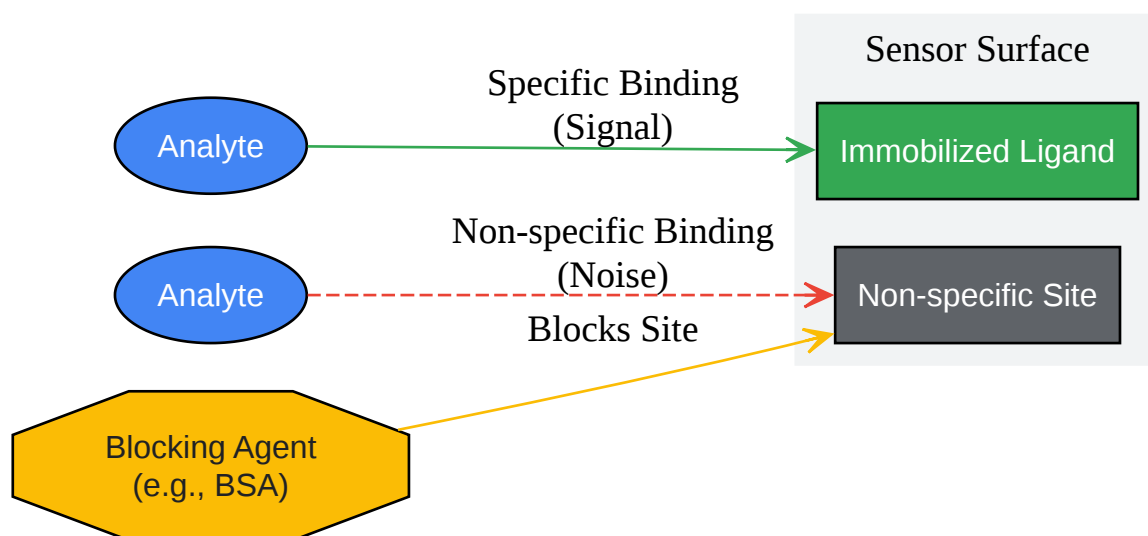 Sensor Surface
Specific Binding
(Signal)
Analyte
Immobilized Ligand
Non-specific Binding
(Noise)
Analyte
Non-specific Site
Blocks Site
Blocking Agent
(e.g., BSA)